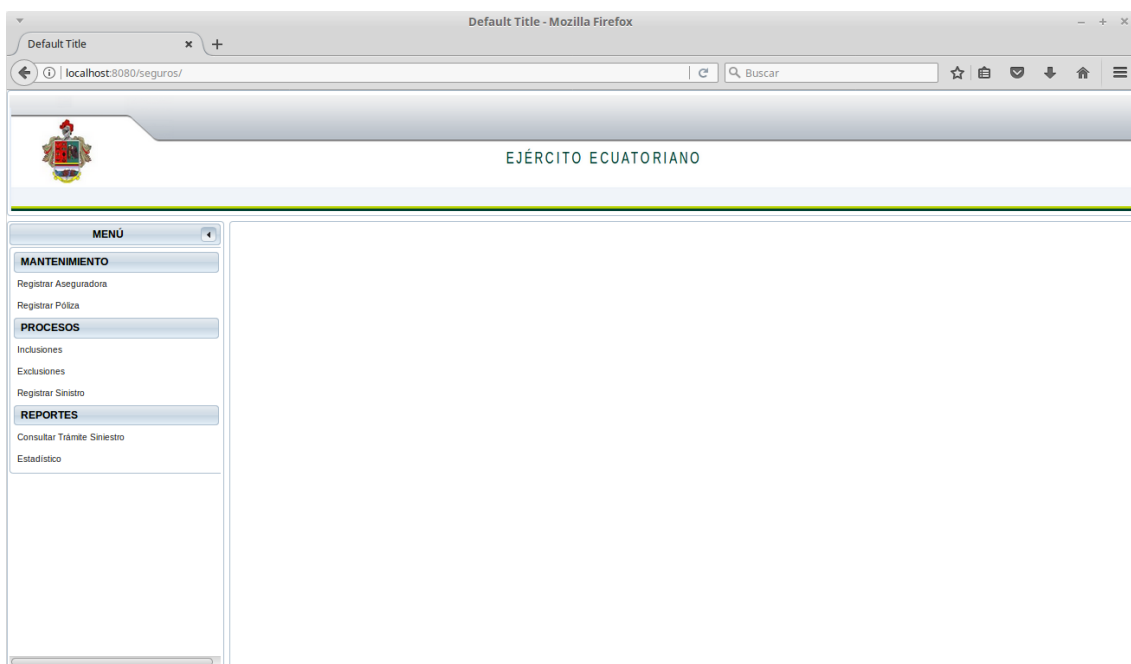 Default Title - Mozilla Firefox
Default Title
localhost:8080/seguros/
Buscar
EJÉRCITO ECUATORIANO
MENÚ
MANTENIMIENTO
Registrar Aseguradora
Registrar Póliza
PROCESOS
Inclusiones
Exclusiones
Registrar Sinistro
REPORTES
Consultar Trámite Siniestro
Estadístico